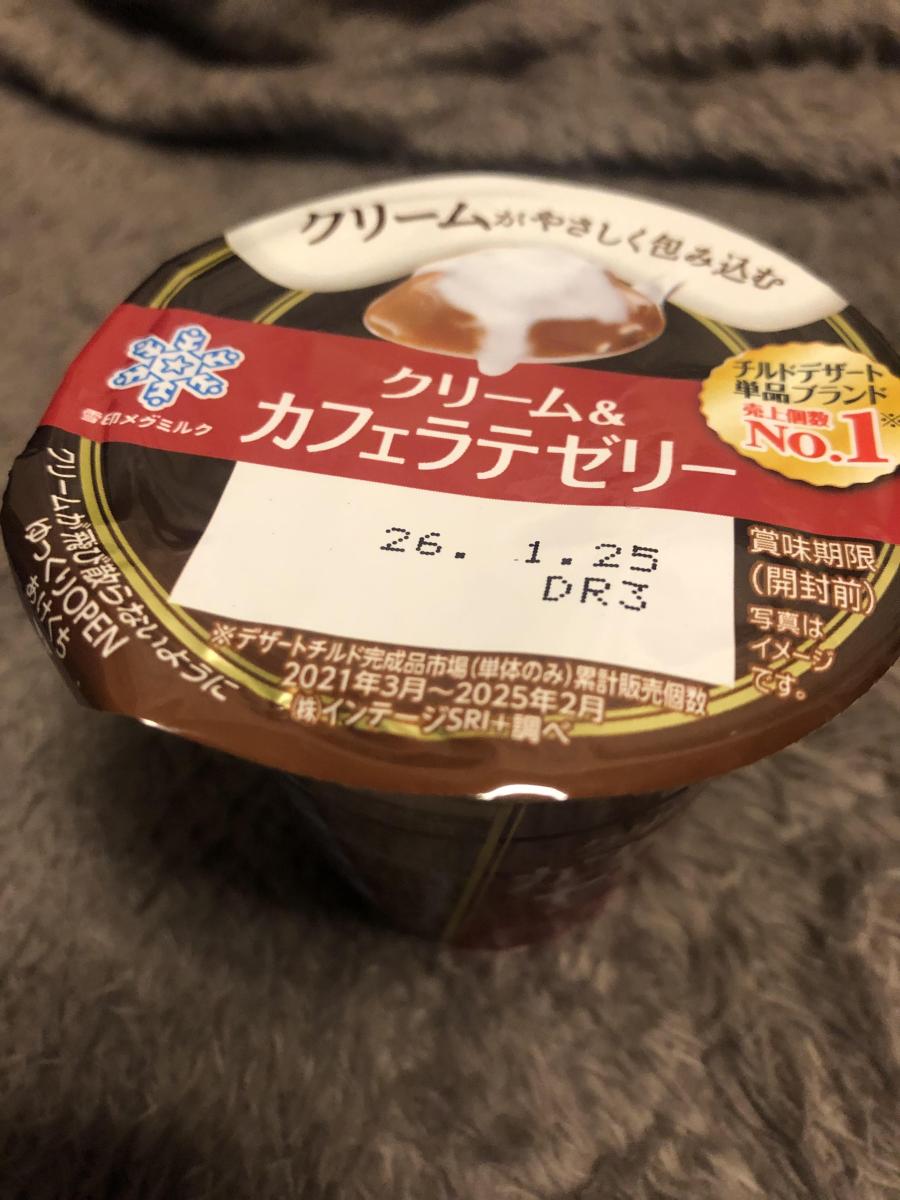 クリームがやさしく包み込む
雪印メグミルク
クリーム&
カフェラテゼリー
チルドデザート
単品ブランド
売上個数※
No.1
26. 1.25
DR3
賞味期限
(開封前)
写真は
イメージ
です。
※デザートチルド完成品市場(単体のみ)累計販売個数
2021年3月〜2025年2月
㈱インテージSRI+調べ
クリームが飛び散らないように
ゆっくりOPEN